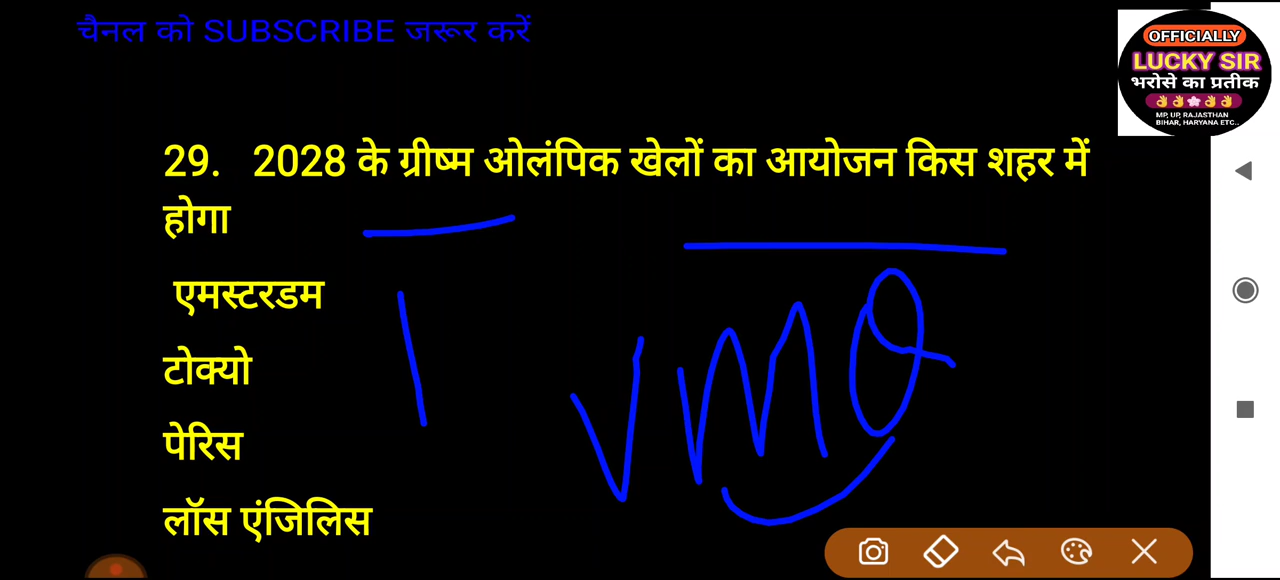 चैनल को SUBSCRIBE जरूर करें
OFFICIALLY
LUCKY SIR
भरोसे का प्रतीक
MP, UP, RAJASTHAN
BIHAR, HARYANA ETC..
29. 2028 के ग्रीष्म ओलंपिक खेलों का आयोजन किस शहर में
होगा
एमस्टरडम
टोक्यो
पेरिस
लॉस एंजिलिस